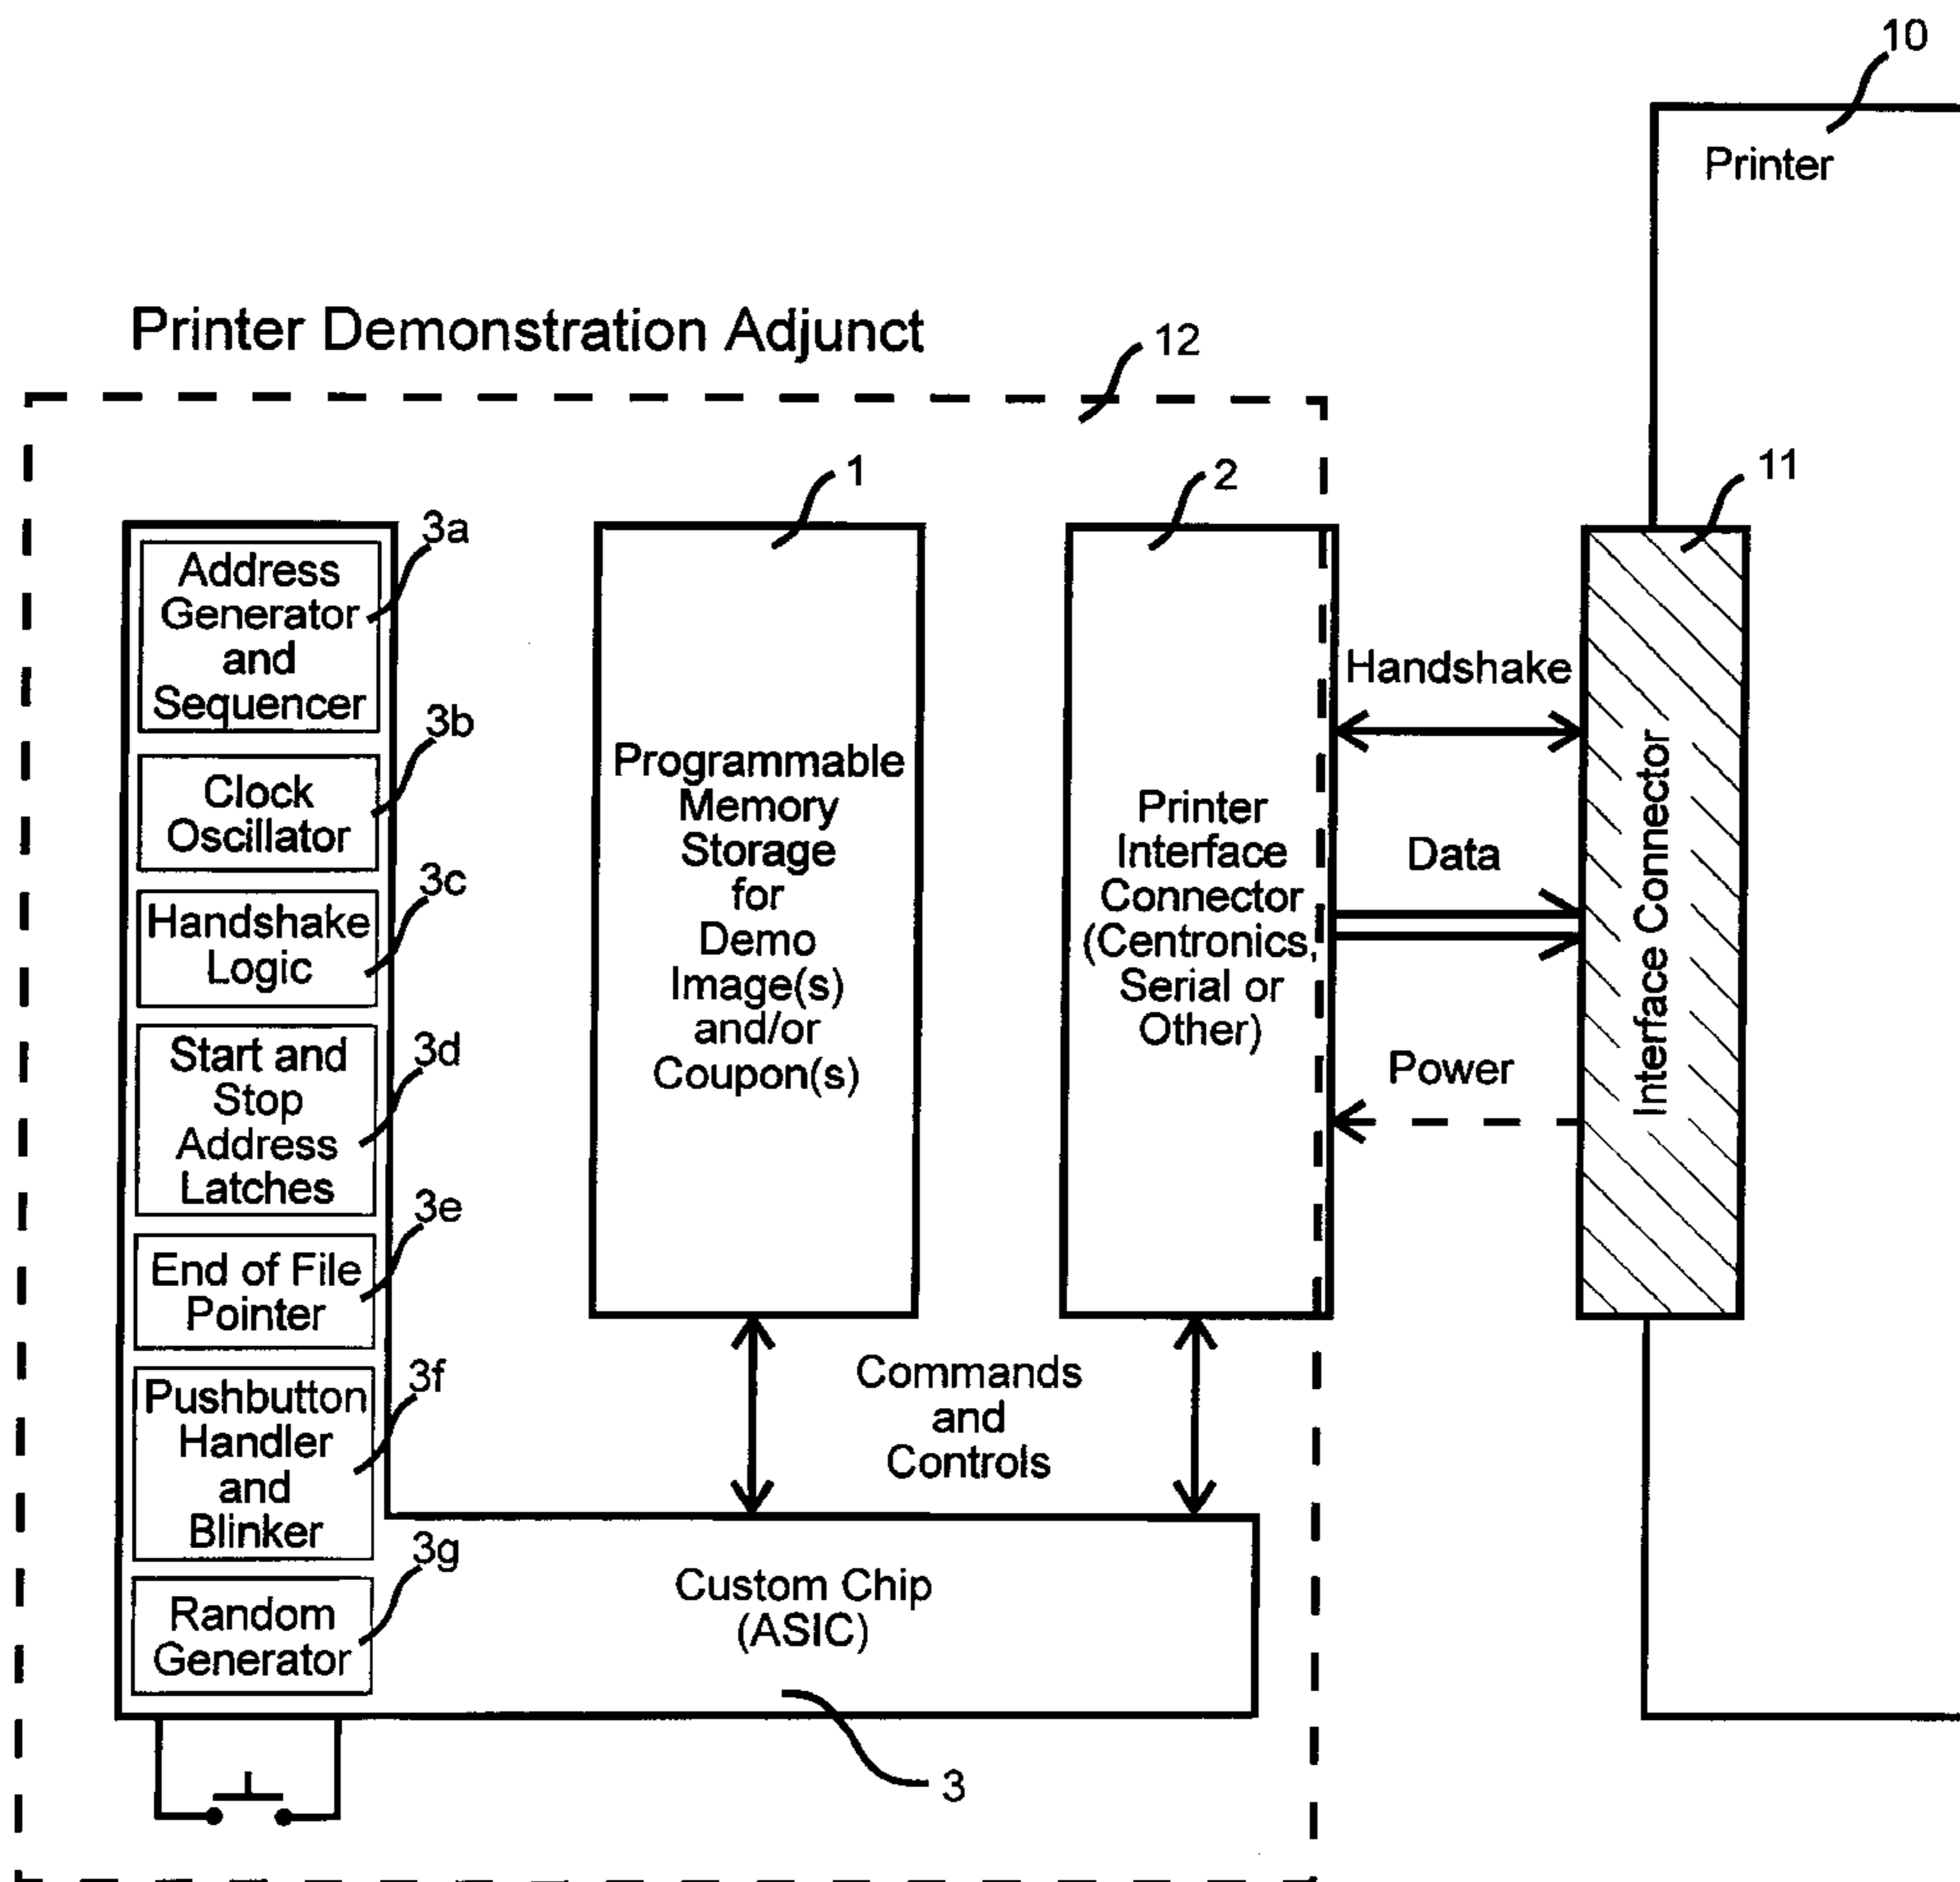 10
Printer
Printer Demonstration Adjunct
12
1
2
11
3a
Address
Generator
and
Sequencer
3b
Clock
Oscillator
3c
Handshake
Logic
3d
Start and
Stop
Address
Latches
3e
End of File
Pointer
3f
Pushbutton
Handler
and
Blinker
3g
Random
Generator
Programmable
Memory
Storage
for
Demo
Image(s)
and/or
Coupon(s)
Printer
Interface
Connector
(Centronics,
Serial or
Other)
Handshake
Data
Power
Interface Connector
Commands
and
Controls
Custom Chip
(ASIC)
3